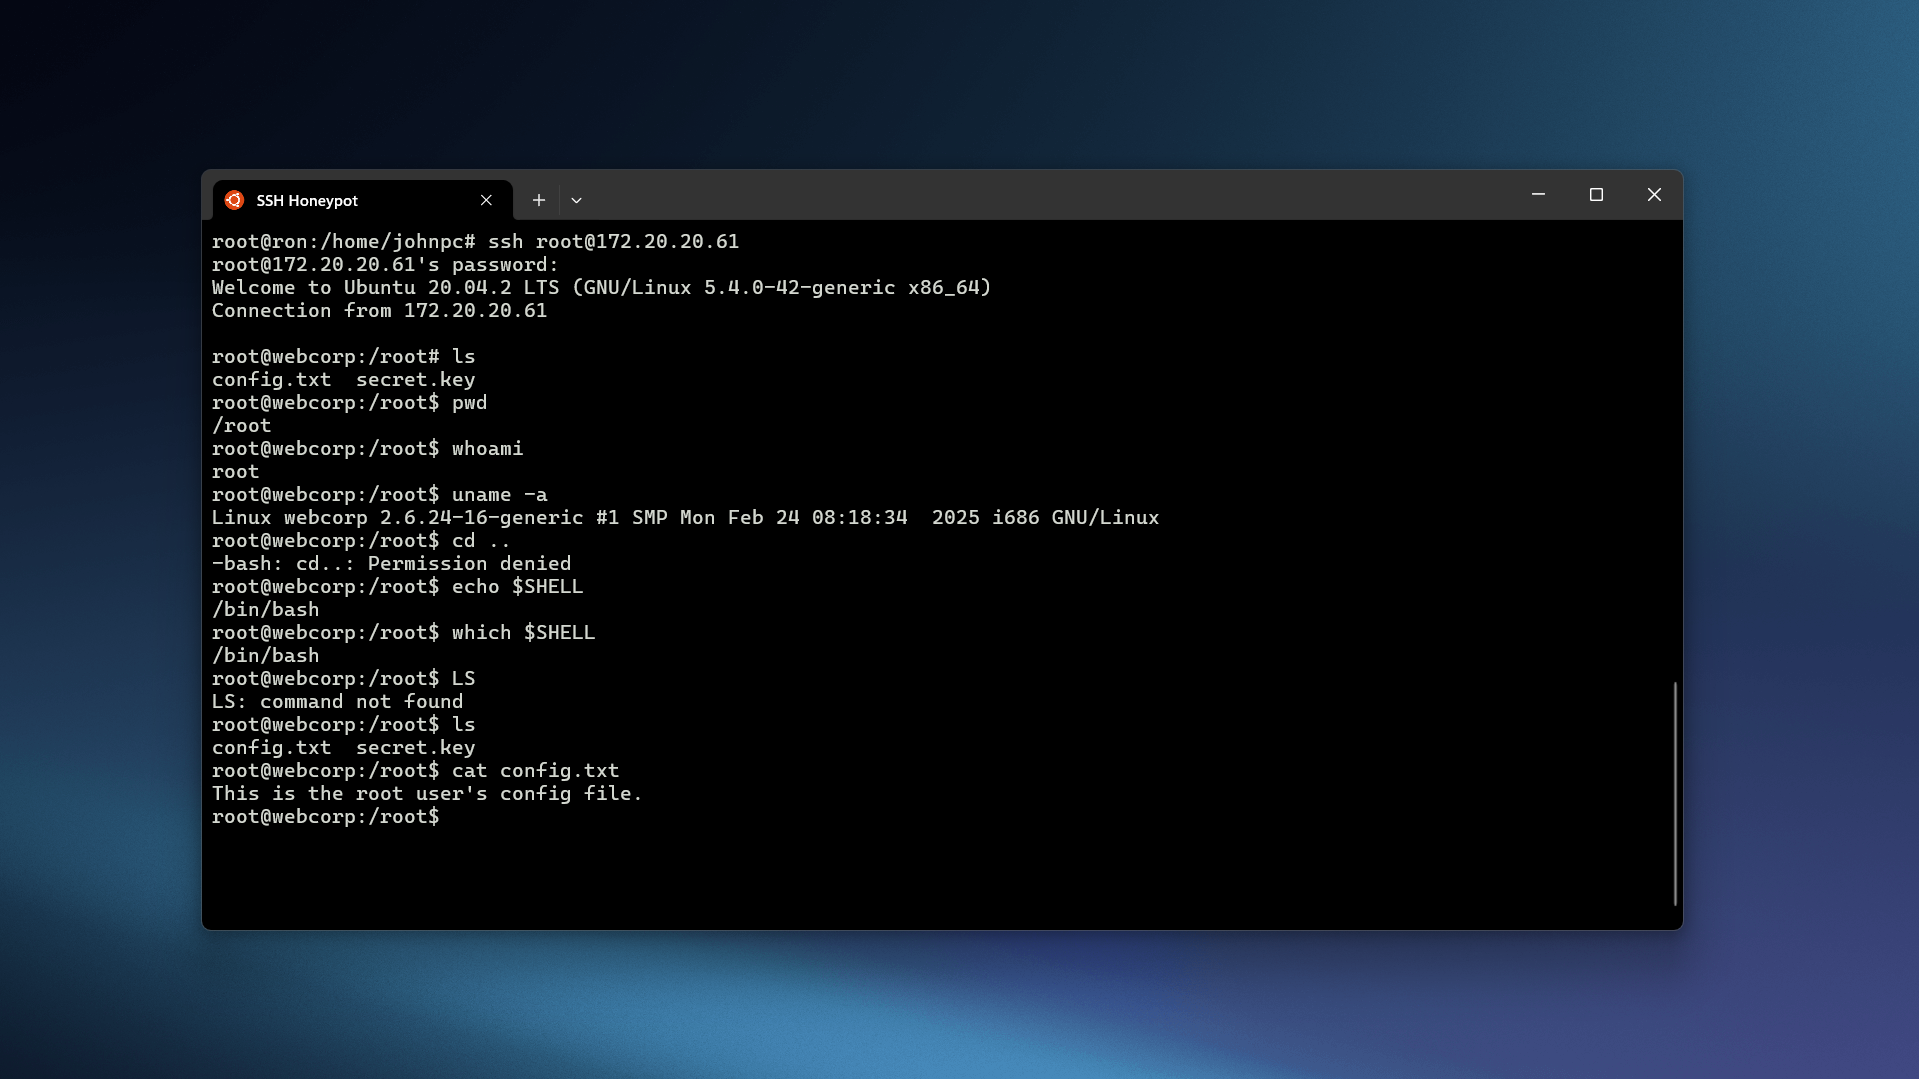 SSH Honeypot
root@ron:/home/johnpc# ssh root@172.20.20.61
root@172.20.20.61's password:
Welcome to Ubuntu 20.04.2 LTS (GNU/Linux 5.4.0-42-generic x86_64)
Connection from 172.20.20.61
root@webcorp:/root# ls
config.txt  secret.key
root@webcorp:/root$ pwd
/root
root@webcorp:/root$ whoami
root
root@webcorp:/root$ uname -a
Linux webcorp 2.6.24-16-generic #1 SMP Mon Feb 24 08:18:34  2025 i686 GNU/Linux
root@webcorp:/root$ cd ..
-bash: cd..: Permission denied
root@webcorp:/root$ echo $SHELL
/bin/bash
root@webcorp:/root$ which $SHELL
/bin/bash
root@webcorp:/root$ LS
LS: command not found
root@webcorp:/root$ ls
config.txt  secret.key
root@webcorp:/root$ cat config.txt
This is the root user's config file.
root@webcorp:/root$